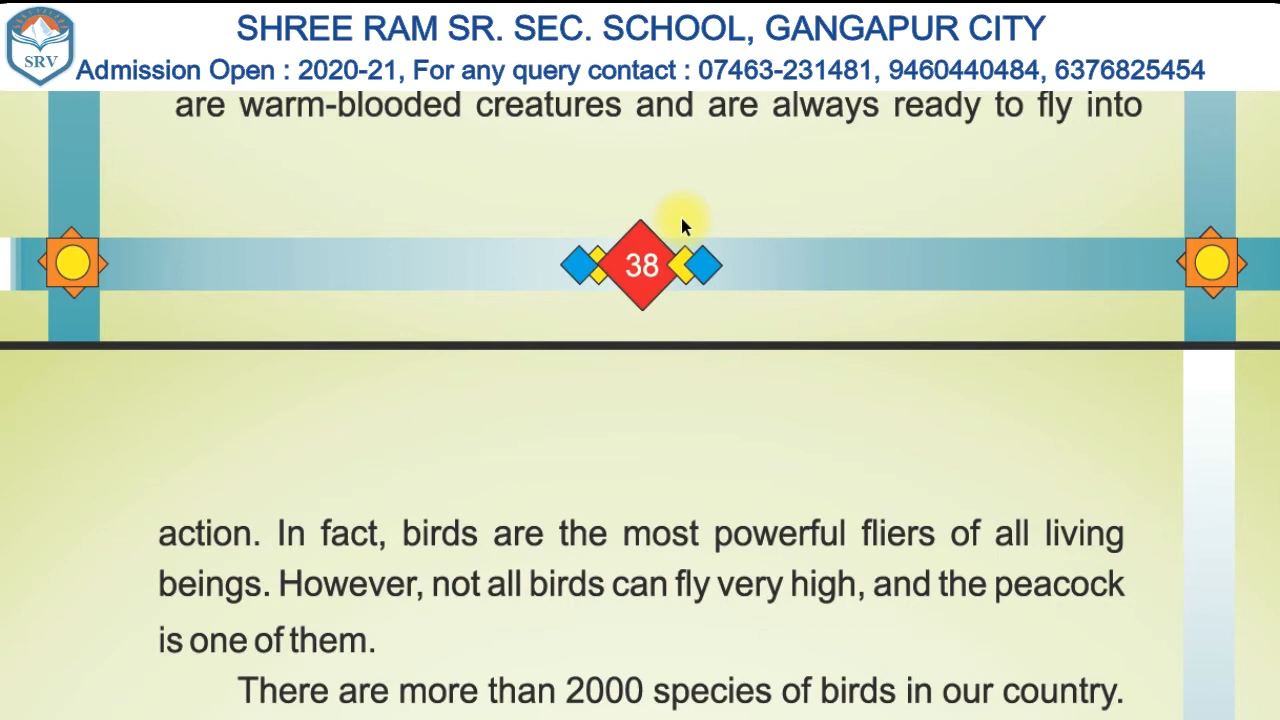 SHREE RAM SR. SEC. SCHOOL, GANGAPUR CITY
SRV
Admission Open : 2020-21, For any query contact : 07463-231481, 9460440484, 6376825454
are warm-blooded creatures and are always ready to fly into
38
action. In fact, birds are the most powerful fliers of all living
beings. However, not all birds can fly very high, and the peacock
is one of them.
There are more than 2000 species of birds in our country.